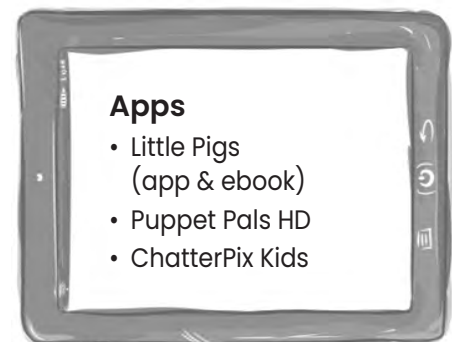 Apps
• Little Pigs
(app & ebook)
• Puppet Pals HD
• ChatterPix Kids